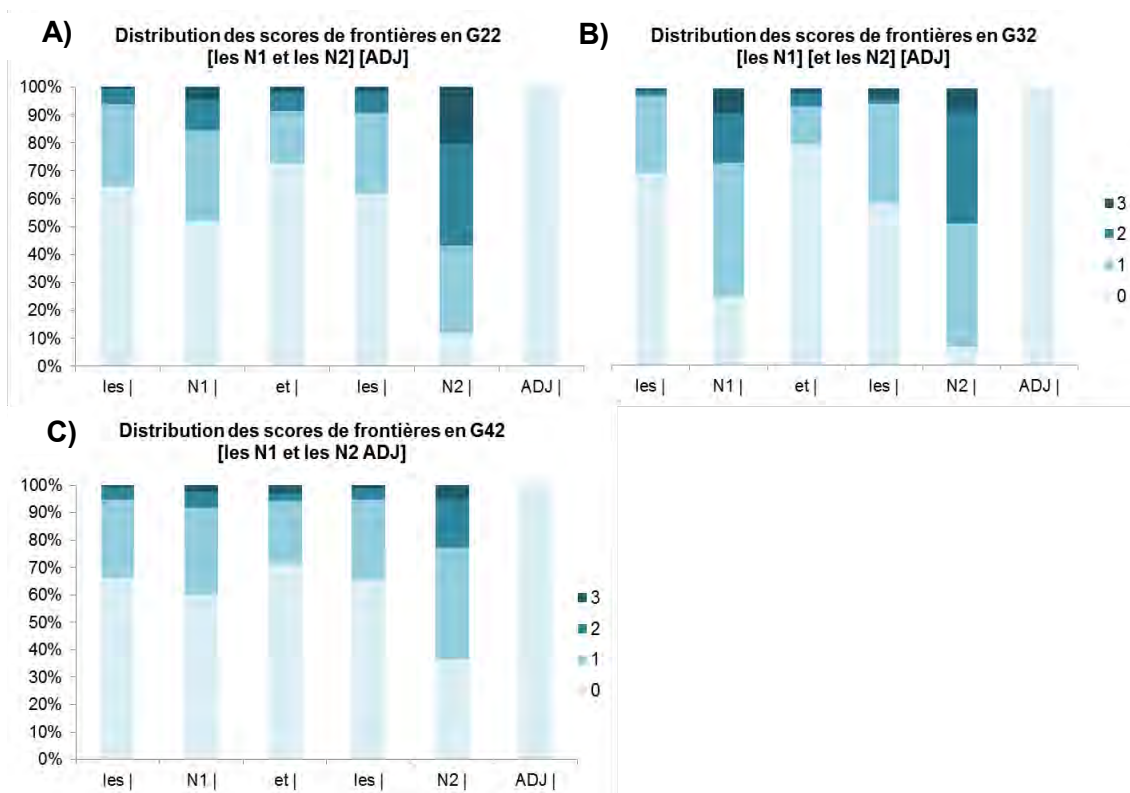 A)
Distribution des scores de frontières en G22
[les N1 et les N2] [ADJ]
100%
90%
80%
70%
60%
50%
40%
30%
20%
10%
0%
les |
N1 |
et |
les |
N2 |
ADJ |
B)
Distribution des scores de frontières en G32
[les N1] [et les N2] [ADJ]
100%
90%
80%
70%
60%
50%
40%
30%
20%
10%
0%
les |
N1 |
et |
les |
N2 |
ADJ |
3
2
1
0
C)
Distribution des scores de frontières en G42
[les N1 et les N2 ADJ]
100%
90%
80%
70%
60%
50%
40%
30%
20%
10%
0%
les |
N1 |
et |
les |
N2 |
ADJ |
3
2
1
0